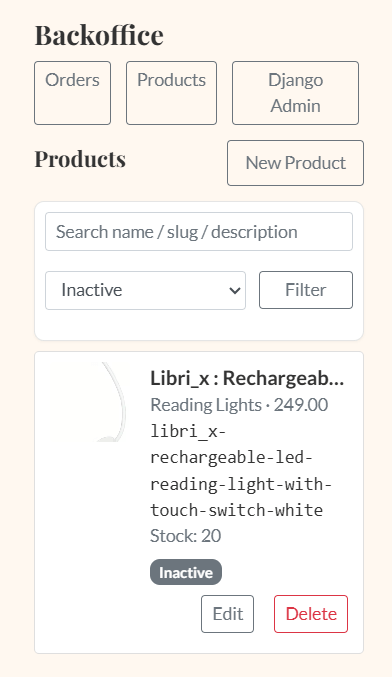 Backoffice
Orders
Products
Django
Admin
Products
New Product
Search name / slug / description
Inactive
Filter
Libri_x : Rechargeab...
Reading Lights · 249.00
libri_x-
rechargeable-led-
reading-light-with-
touch-switch-white
Stock: 20
Inactive
Edit
Delete